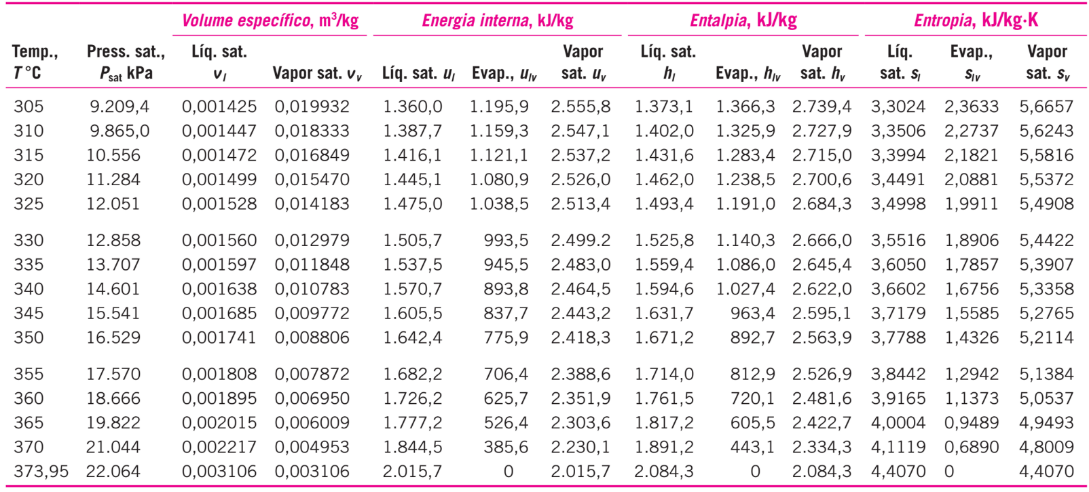 Volume específico, m³/kg Energia interna, kJ/kg Entalpia, kJ/kg Entropia, kJ/kg·K
Temp., Press. sat., Líq. sat. Vapor Líq. sat. Vapor Líq. Evap., Vapor
T °C Psat kPa vl Vapor sat. vv Líq. sat. ul Evap., ulv sat. uv hl Evap., hlv sat. hv sat. sl slv sat. sv
305 9.209,4 0,001425 0,019932 1.360,0 1.195,9 2.555,8 1.373,1 1.366,3 2.739,4 3,3024 2,3633 5,6657
310 9.865,0 0,001447 0,018333 1.387,7 1.159,3 2.547,1 1.402,0 1.325,9 2.727,9 3,3506 2,2737 5,6243
315 10.556 0,001472 0,016849 1.416,1 1.121,1 2.537,2 1.431,6 1.283,4 2.715,0 3,3994 2,1821 5,5816
320 11.284 0,001499 0,015470 1.445,1 1.080,9 2.526,0 1.462,0 1.238,5 2.700,6 3,4491 2,0881 5,5372
325 12.051 0,001528 0,014183 1.475,0 1.038,5 2.513,4 1.493,4 1.191,0 2.684,3 3,4998 1,9911 5,4908
330 12.858 0,001560 0,012979 1.505,7 993,5 2.499.2 1.525,8 1.140,3 2.666,0 3,5516 1,8906 5,4422
335 13.707 0,001597 0,011848 1.537,5 945,5 2.483,0 1.559,4 1.086,0 2.645,4 3,6050 1,7857 5,3907
340 14.601 0,001638 0,010783 1.570,7 893,8 2.464,5 1.594,6 1.027,4 2.622,0 3,6602 1,6756 5,3358
345 15.541 0,001685 0,009772 1.605,5 837,7 2.443,2 1.631,7 963,4 2.595,1 3,7179 1,5585 5,2765
350 16.529 0,001741 0,008806 1.642,4 775,9 2.418,3 1.671,2 892,7 2.563,9 3,7788 1,4326 5,2114
355 17.570 0,001808 0,007872 1.682,2 706,4 2.388,6 1.714,0 812,9 2.526,9 3,8442 1,2942 5,1384
360 18.666 0,001895 0,006950 1.726,2 625,7 2.351,9 1.761,5 720,1 2.481,6 3,9165 1,1373 5,0537
365 19.822 0,002015 0,006009 1.777,2 526,4 2.303,6 1.817,2 605,5 2.422,7 4,0004 0,9489 4,9493
370 21.044 0,002217 0,004953 1.844,5 385,6 2.230,1 1.891,2 443,1 2.334,3 4,1119 0,6890 4,8009
373,95 22.064 0,003106 0,003106 2.015,7 0 2.015,7 2.084,3 0 2.084,3 4,4070 0 4,4070